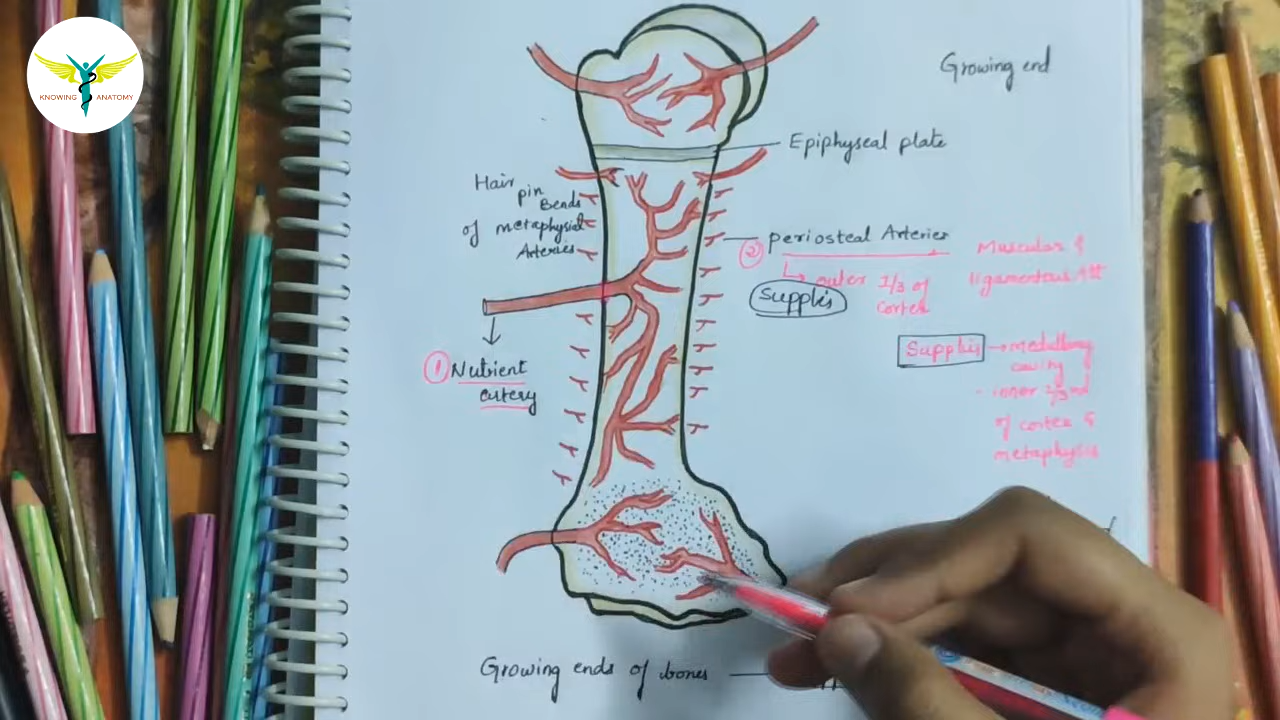 KNOWING ANATOMY
Growing end
Epiphyseal plate
Hair
pin
Bends
of metaphysial
Arteries
② periosteal Arteries
Muscular &
ligamentous Att
outer 1/3 of
cortex
Supplis
Supplis → medullary
cavity
inner 2/3rd
of cortex &
metaphysis
① Nutrient
artery
Growing ends of bones